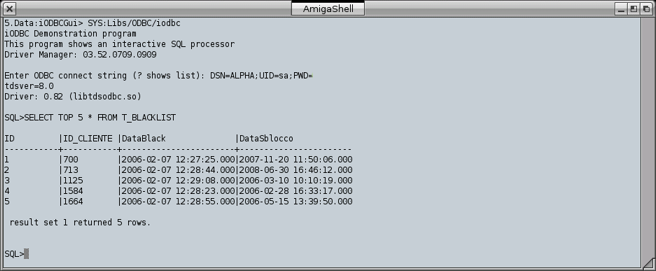 AmigaShell
5.Data:iODBCGui> SYS:Libs/ODBC/iodbc
iODBC Demonstration program
This program shows an interactive SQL processor
Driver Manager: 03.52.0709.0909
Enter ODBC connect string (? shows list): DSN=ALPHA;UID=sa;PWD=
tdsver=8.0
Driver: 0.82 (libtdsodbc.so)
SQL>SELECT TOP 5 * FROM T_BLACKLIST
ID         |ID_CLIENTE |DataBlack              |DataSblocco
-----------+-----------+-----------------------+-----------------------
1          |700        |2006-02-07 12:27:25.000|2007-11-20 11:50:06.000
2          |713        |2006-02-07 12:28:44.000|2008-06-30 16:46:12.000
3          |1125       |2006-02-07 12:29:08.000|2006-03-10 10:10:19.000
4          |1584       |2006-02-07 12:28:23.000|2006-02-28 16:33:17.000
5          |1664       |2006-02-07 12:28:55.000|2006-05-15 13:39:50.000
result set 1 returned 5 rows.
SQL>